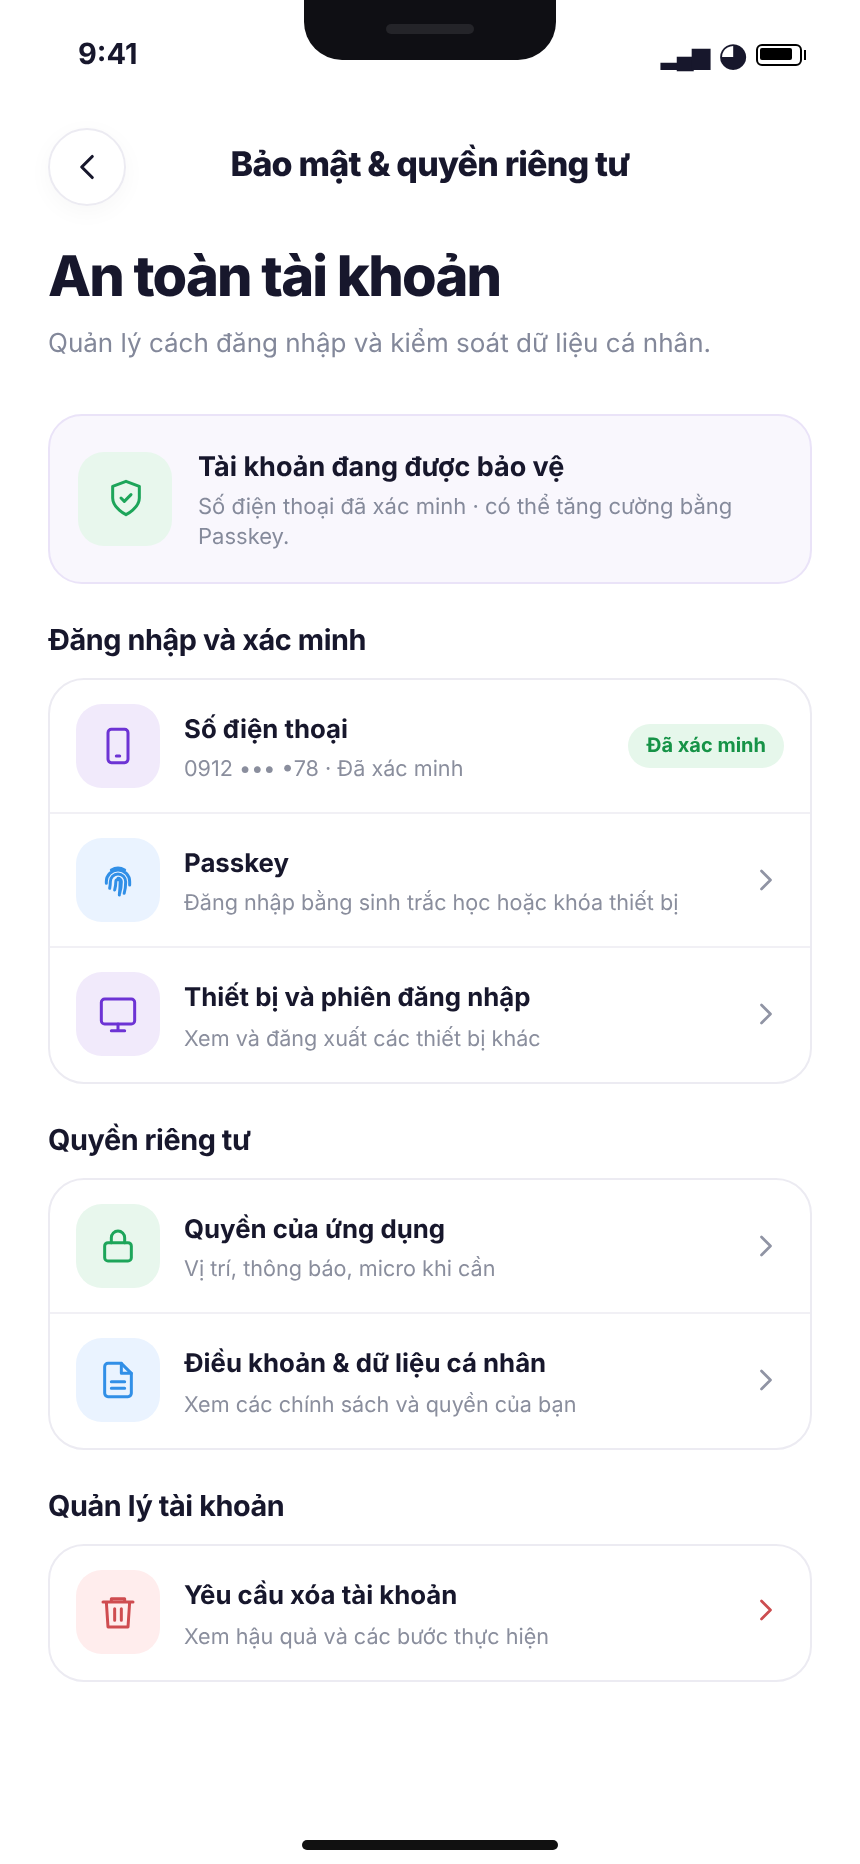 9:41
Bảo mật & quyền riêng tư
An toàn tài khoản
Quản lý cách đăng nhập và kiểm soát dữ liệu cá nhân.
Tài khoản đang được bảo vệ
Số điện thoại đã xác minh · có thể tăng cường bằng
Passkey.
Đăng nhập và xác minh
Số điện thoại
0912 ••• •78 · Đã xác minh
Đã xác minh
Passkey
Đăng nhập bằng sinh trắc học hoặc khóa thiết bị
Thiết bị và phiên đăng nhập
Xem và đăng xuất các thiết bị khác
Quyền riêng tư
Quyền của ứng dụng
Vị trí, thông báo, micro khi cần
Điều khoản & dữ liệu cá nhân
Xem các chính sách và quyền của bạn
Quản lý tài khoản
Yêu cầu xóa tài khoản
Xem hậu quả và các bước thực hiện